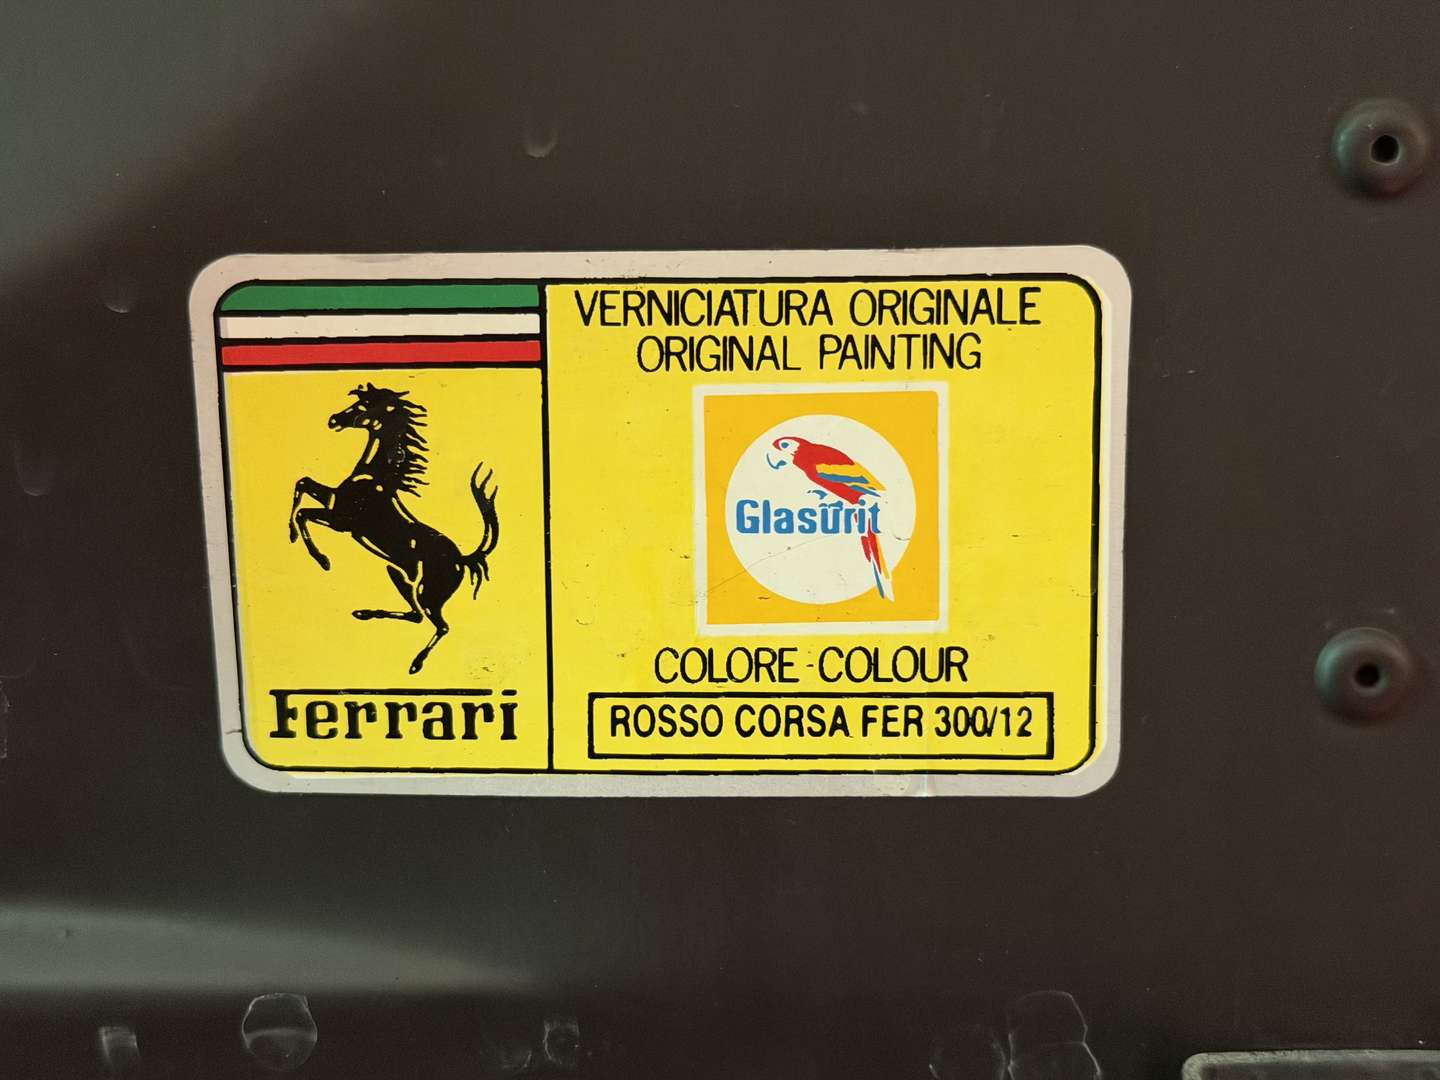 VERNICIATURA ORIGINALE
ORIGINAL PAINTING
Glasurit
COLORE - COLOUR
ROSSO CORSA FER 300/12
Ferrari